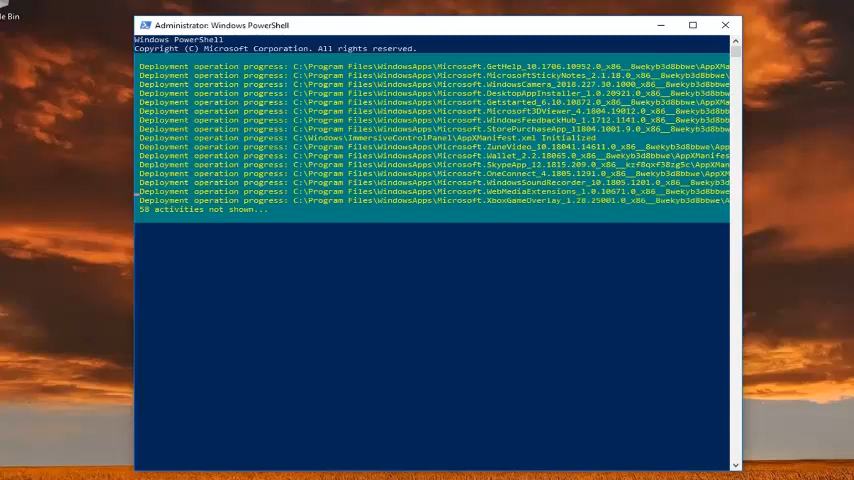 le Bin
Administrator: Windows PowerShell
Windows PowerShell
Copyright (C) Microsoft Corporation. All rights reserved.
Deployment operation progress: C:\Program Files\WindowsApps\Microsoft.GetHelp_10.1706.10952.0_x86__8wekyb3d8bbwe\AppXMa
Deployment operation progress: C:\Program Files\WindowsApps\Microsoft.MicrosoftStickyNotes_2.1.18.0_x86__8wekyb3d8bbwe\
Deployment operation progress: C:\Program Files\WindowsApps\Microsoft.WindowsCamera_2018.227.30.1000_x86__8wekyb3d8bbwe
Deployment operation progress: C:\Program Files\WindowsApps\Microsoft.DesktopAppInstaller_1.0.20921.0_x86__8wekyb3d8bbw
Deployment operation progress: C:\Program Files\WindowsApps\Microsoft.Getstarted_6.10.10872.0_x86__8wekyb3d8bbwe\AppXMa
Deployment operation progress: C:\Program Files\WindowsApps\Microsoft.Microsoft3DViewer_4.1804.19012.0_x86__8wekyb3d8bb
Deployment operation progress: C:\Program Files\WindowsApps\Microsoft.WindowsFeedbackHub_1.1712.1141.0_x86__8wekyb3d8bb
Deployment operation progress: C:\Program Files\WindowsApps\Microsoft.StorePurchaseApp_11804.1001.9.0_x86__8wekyb3d8bbw
Deployment operation progress: C:\Windows\ImmersiveControlPanel\AppXManifest.xml Initialized
Deployment operation progress: C:\Program Files\WindowsApps\Microsoft.ZuneVideo_10.18041.14611.0_x86__8wekyb3d8bbwe\App
Deployment operation progress: C:\Program Files\WindowsApps\Microsoft.Wallet_2.2.18065.0_x86__8wekyb3d8bbwe\AppXManifes
Deployment operation progress: C:\Program Files\WindowsApps\Microsoft.SkypeApp_12.1815.209.0_x86__kzf8qxf38zg5c\AppXMan
Deployment operation progress: C:\Program Files\WindowsApps\Microsoft.OneConnect_4.1805.1291.0_x86__8wekyb3d8bbwe\AppXM
Deployment operation progress: C:\Program Files\WindowsApps\Microsoft.WindowsSoundRecorder_10.1805.1201.0_x86__8wekyb3d
Deployment operation progress: C:\Program Files\WindowsApps\Microsoft.WebMediaExtensions_1.0.10671.0_x86__8wekyb3d8bbwe
Deployment operation progress: C:\Program Files\WindowsApps\Microsoft.XboxGameOverlay_1.28.25001.0_x86__8wekyb3d8bbwe\A
58 activities not shown...